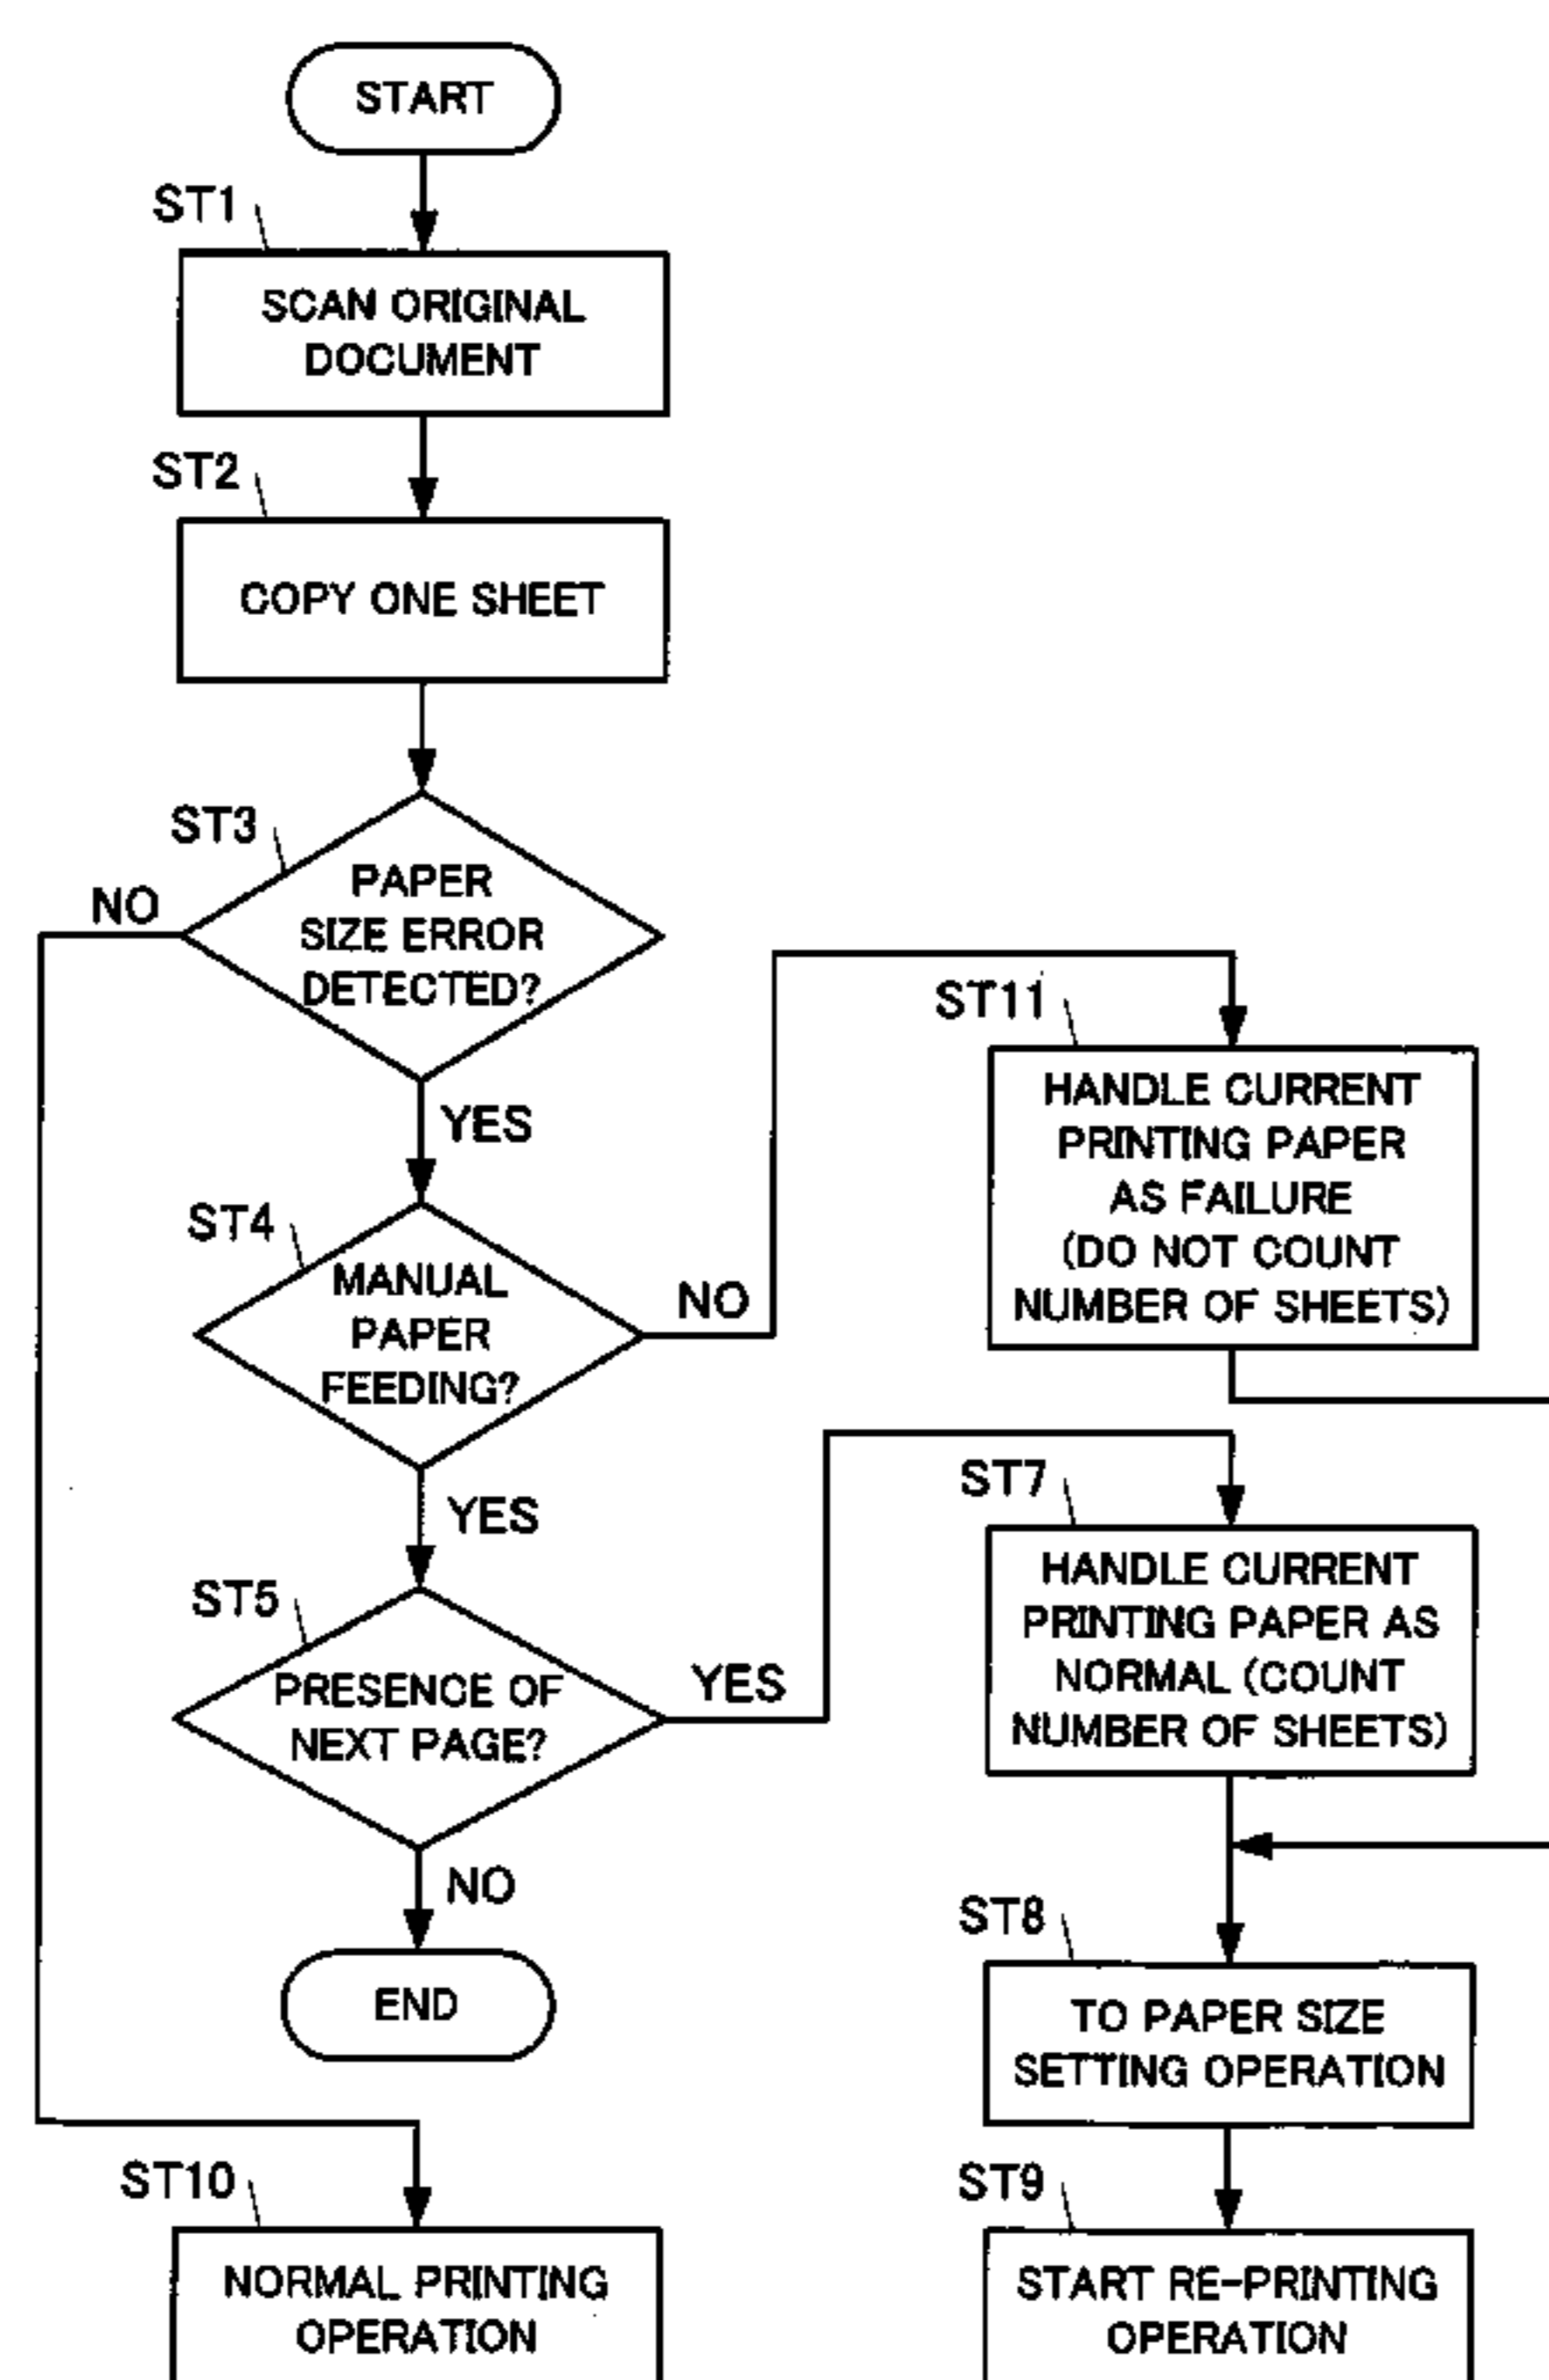 START
ST1
SCAN ORIGINAL
DOCUMENT
ST2
COPY ONE SHEET
ST3
PAPER
SIZE ERROR
DETECTED?
NO
YES
ST4
MANUAL
PAPER
FEEDING?
NO
YES
ST11
HANDLE CURRENT
PRINTING PAPER
AS FAILURE
(DO NOT COUNT
NUMBER OF SHEETS)
ST5
PRESENCE OF
NEXT PAGE?
YES
NO
END
ST7
HANDLE CURRENT
PRINTING PAPER AS
NORMAL (COUNT
NUMBER OF SHEETS)
ST8
TO PAPER SIZE
SETTING OPERATION
ST10
NORMAL PRINTING
OPERATION
ST9
START RE-PRINTING
OPERATION